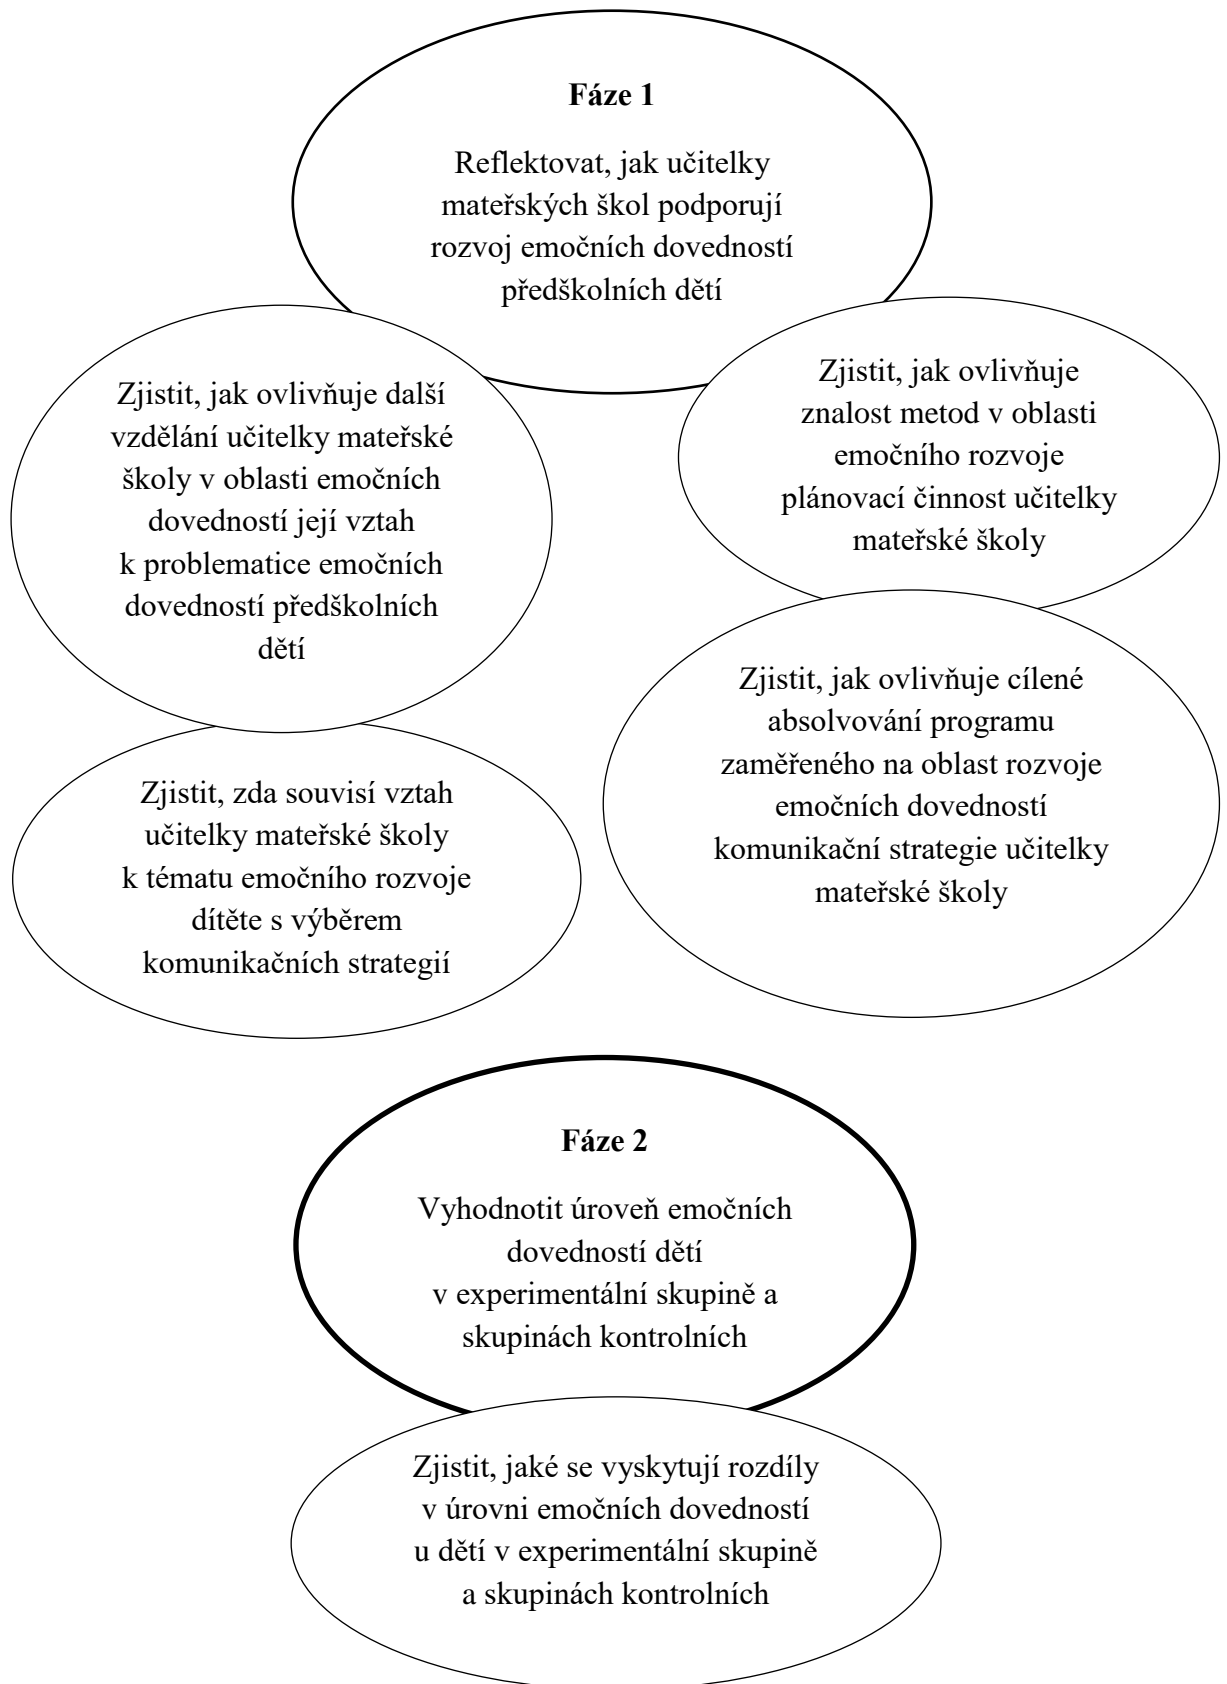 Fáze 1
Reflektovat, jak učitelky
mateřských škol podporují
rozvoj emočních dovedností
předškolních dětí
Zjistit, jak ovlivňuje další
vzdělání učitelky mateřské
školy v oblasti emočních
dovedností její vztah
k problematice emočních
dovedností předškolních
dětí
Zjistit, jak ovlivňuje
znalost metod v oblasti
emočního rozvoje
plánovací činnost učitelky
mateřské školy
Zjistit, zda souvisí vztah
učitelky mateřské školy
k tématu emočního rozvoje
dítěte s výběrem
komunikačních strategií
Zjistit, jak ovlivňuje cílené
absolvování programu
zaměřeného na oblast rozvoje
emočních dovedností
komunikační strategie učitelky
mateřské školy
Fáze 2
Vyhodnotit úroveň emočních
dovedností dětí
v experimentální skupině a
skupinách kontrolních
Zjistit, jaké se vyskytují rozdíly
v úrovni emočních dovedností
u dětí v experimentální skupině
a skupinách kontrolních